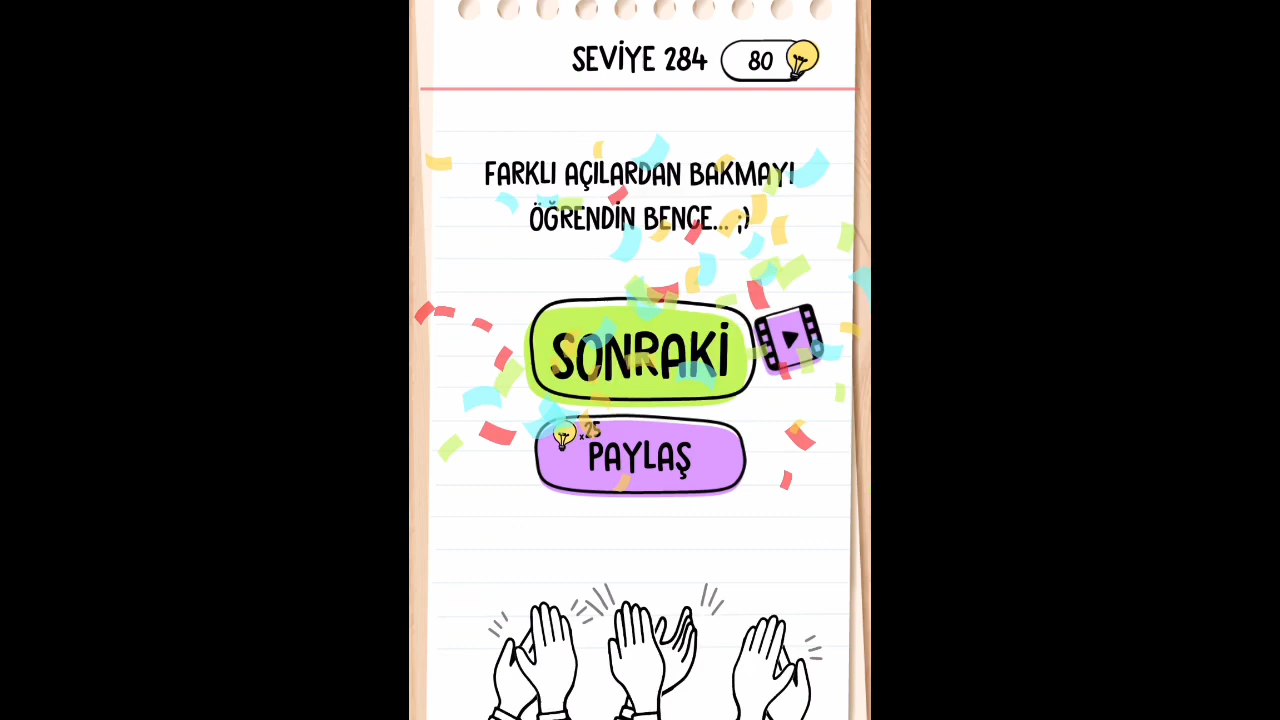 SEVİYE 284
80
FARKLI AÇILARDAN BAKMAYI
ÖĞRENDİN BENCE... ;)
SONRAKİ
x25
PAYLAŞ